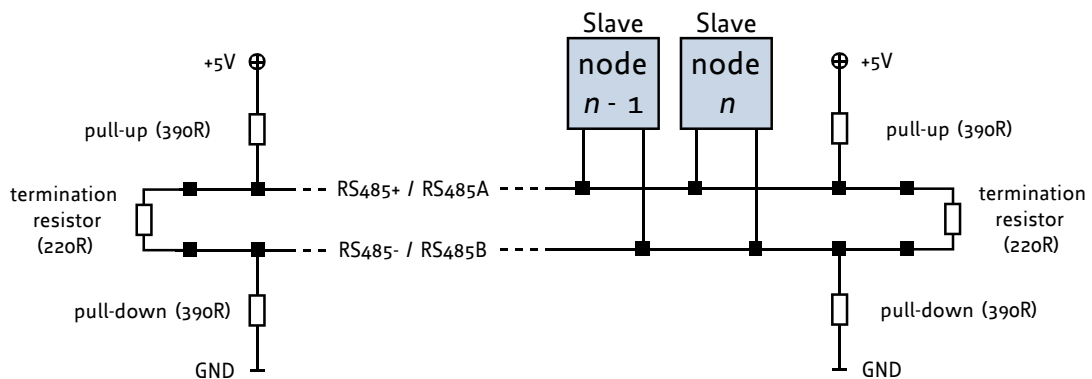 Slave Slave
node node
n - 1 n
+5V +5V
pull-up (390R) pull-up (390R)
RS485+ / RS485A
termination termination
resistor resistor
(220R) (220R)
RS485- / RS485B
pull-down (390R) pull-down (390R)
GND GND